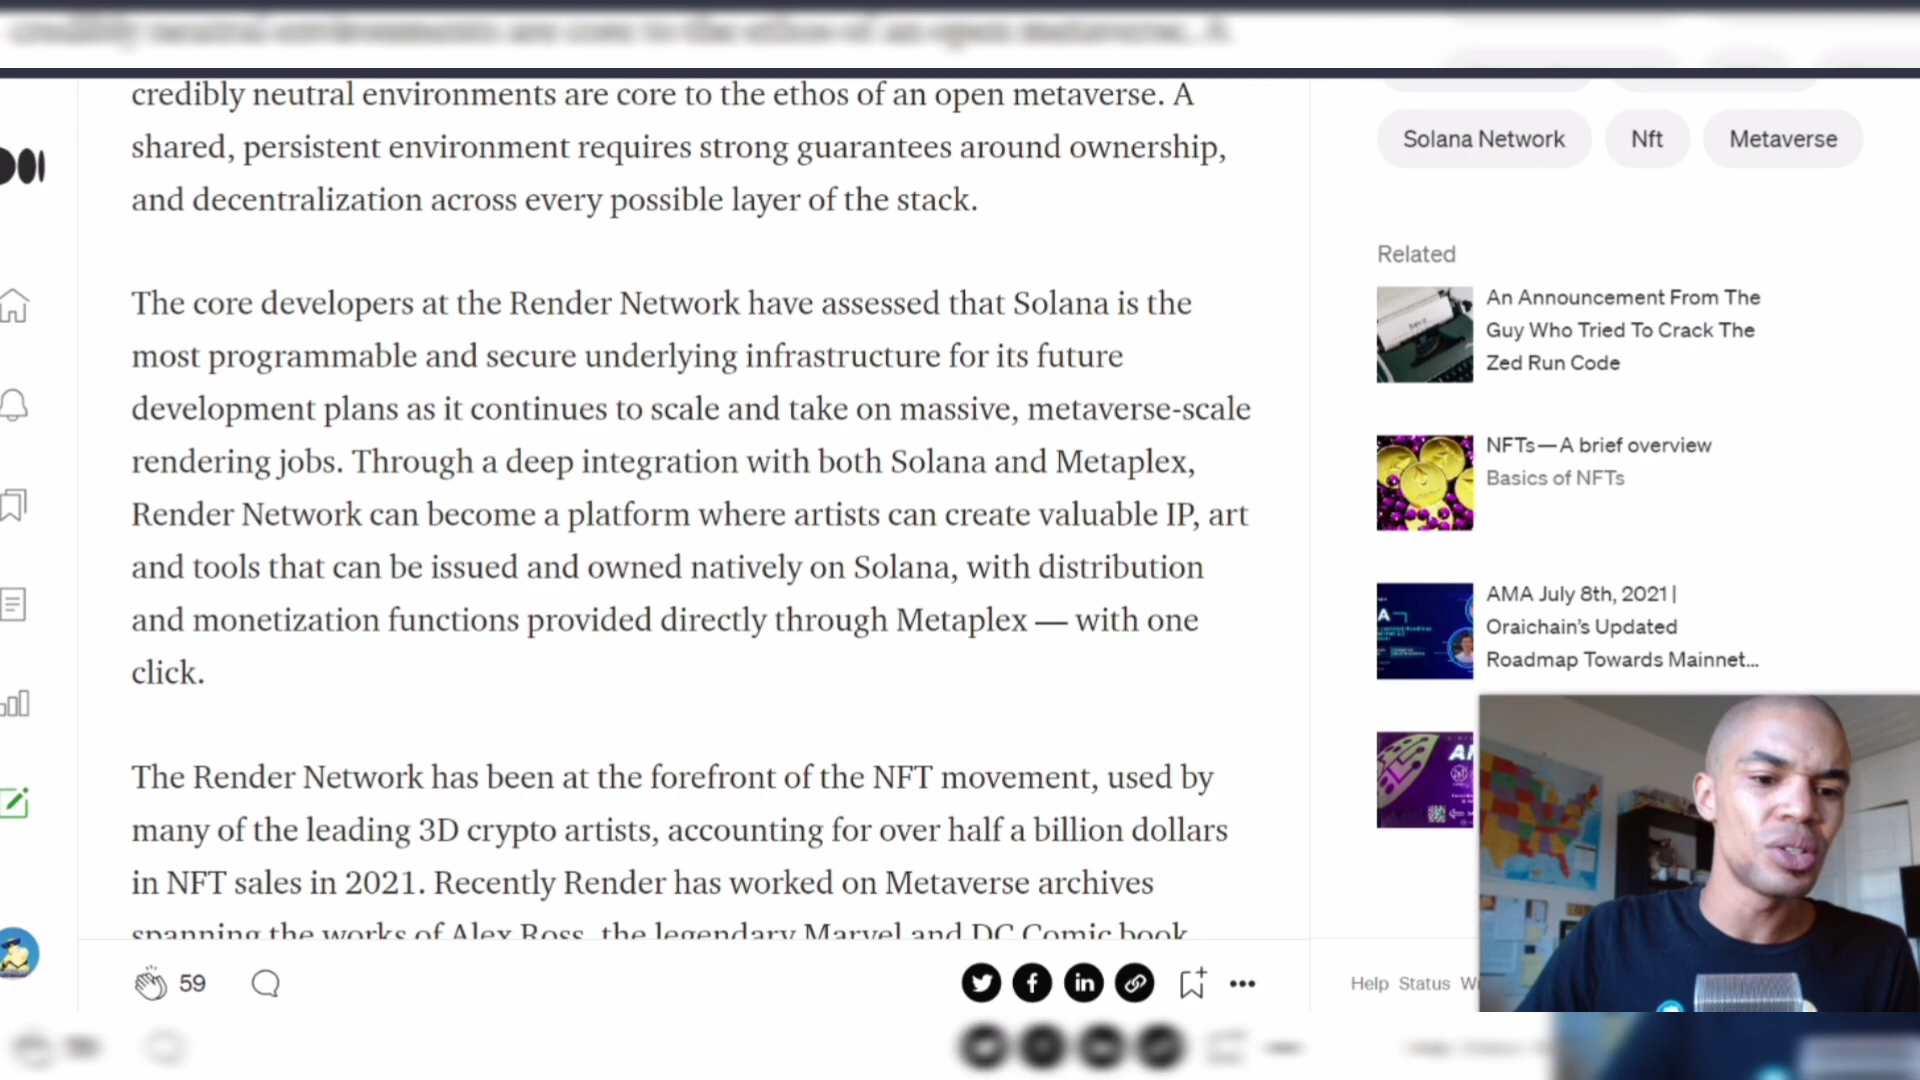 credibly neutral environments are core to the ethos of an open metaverse. A
shared, persistent environment requires strong guarantees around ownership,
and decentralization across every possible layer of the stack.
The core developers at the Render Network have assessed that Solana is the
most programmable and secure underlying infrastructure for its future
development plans as it continues to scale and take on massive, metaverse-scale
rendering jobs. Through a deep integration with both Solana and Metaplex,
Render Network can become a platform where artists can create valuable IP, art
and tools that can be issued and owned natively on Solana, with distribution
and monetization functions provided directly through Metaplex — with one
click.
The Render Network has been at the forefront of the NFT movement, used by
many of the leading 3D crypto artists, accounting for over half a billion dollars
in NFT sales in 2021. Recently Render has worked on Metaverse archives
spanning the works of Alex Ross, the legendary Marvel and DC Comic book
59
Solana Network Nft Metaverse
Related
An Announcement From The
Guy Who Tried To Crack The
Zed Run Code
NFTs—A brief overview
Basics of NFTs
AMA July 8th, 2021 |
Oraichain's Updated
Roadmap Towards Mainnet...
Help Status